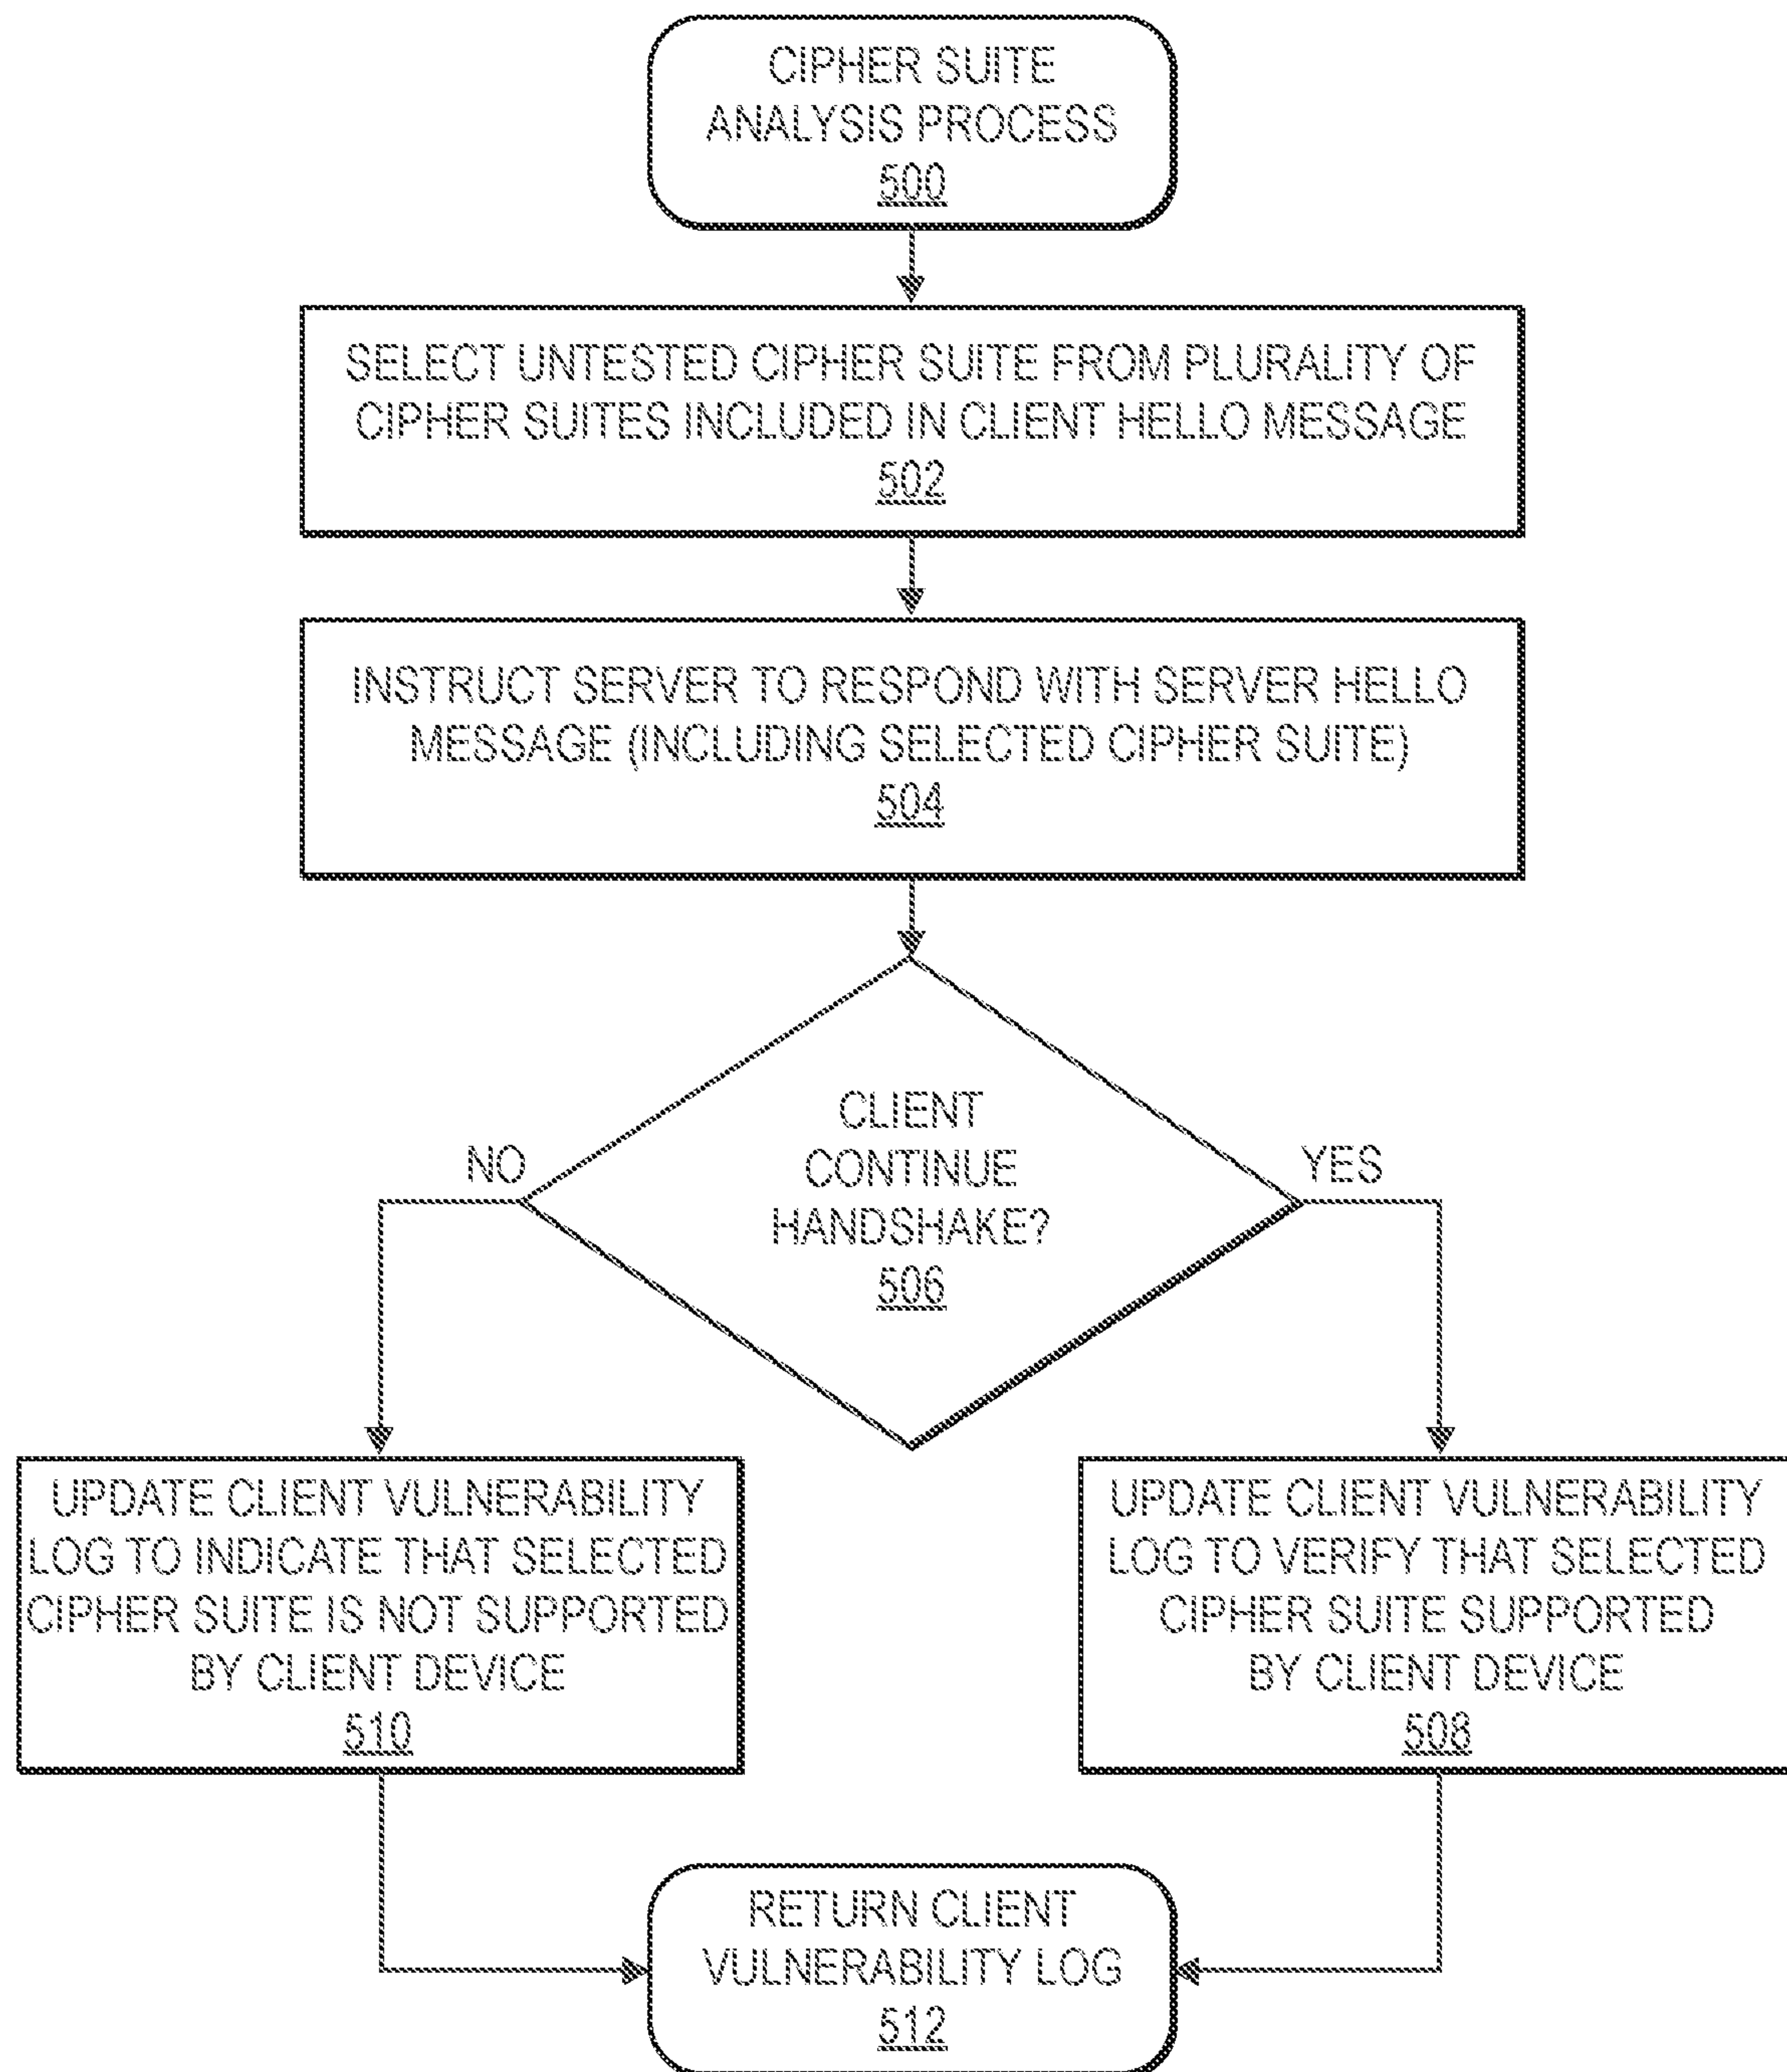 CIPHER SUITE
ANALYSIS PROCESS
500
SELECT UNTESTED CIPHER SUITE FROM PLURALITY OF
CIPHER SUITES INCLUDED IN CLIENT HELLO MESSAGE
502
INSTRUCT SERVER TO RESPOND WITH SERVER HELLO
MESSAGE (INCLUDING SELECTED CIPHER SUITE)
504
CLIENT
CONTINUE
HANDSHAKE?
506
NO
YES
UPDATE CLIENT VULNERABILITY
LOG TO INDICATE THAT SELECTED
CIPHER SUITE IS NOT SUPPORTED
BY CLIENT DEVICE
510
UPDATE CLIENT VULNERABILITY
LOG TO VERIFY THAT SELECTED
CIPHER SUITE SUPPORTED
BY CLIENT DEVICE
508
RETURN CLIENT
VULNERABILITY LOG
512